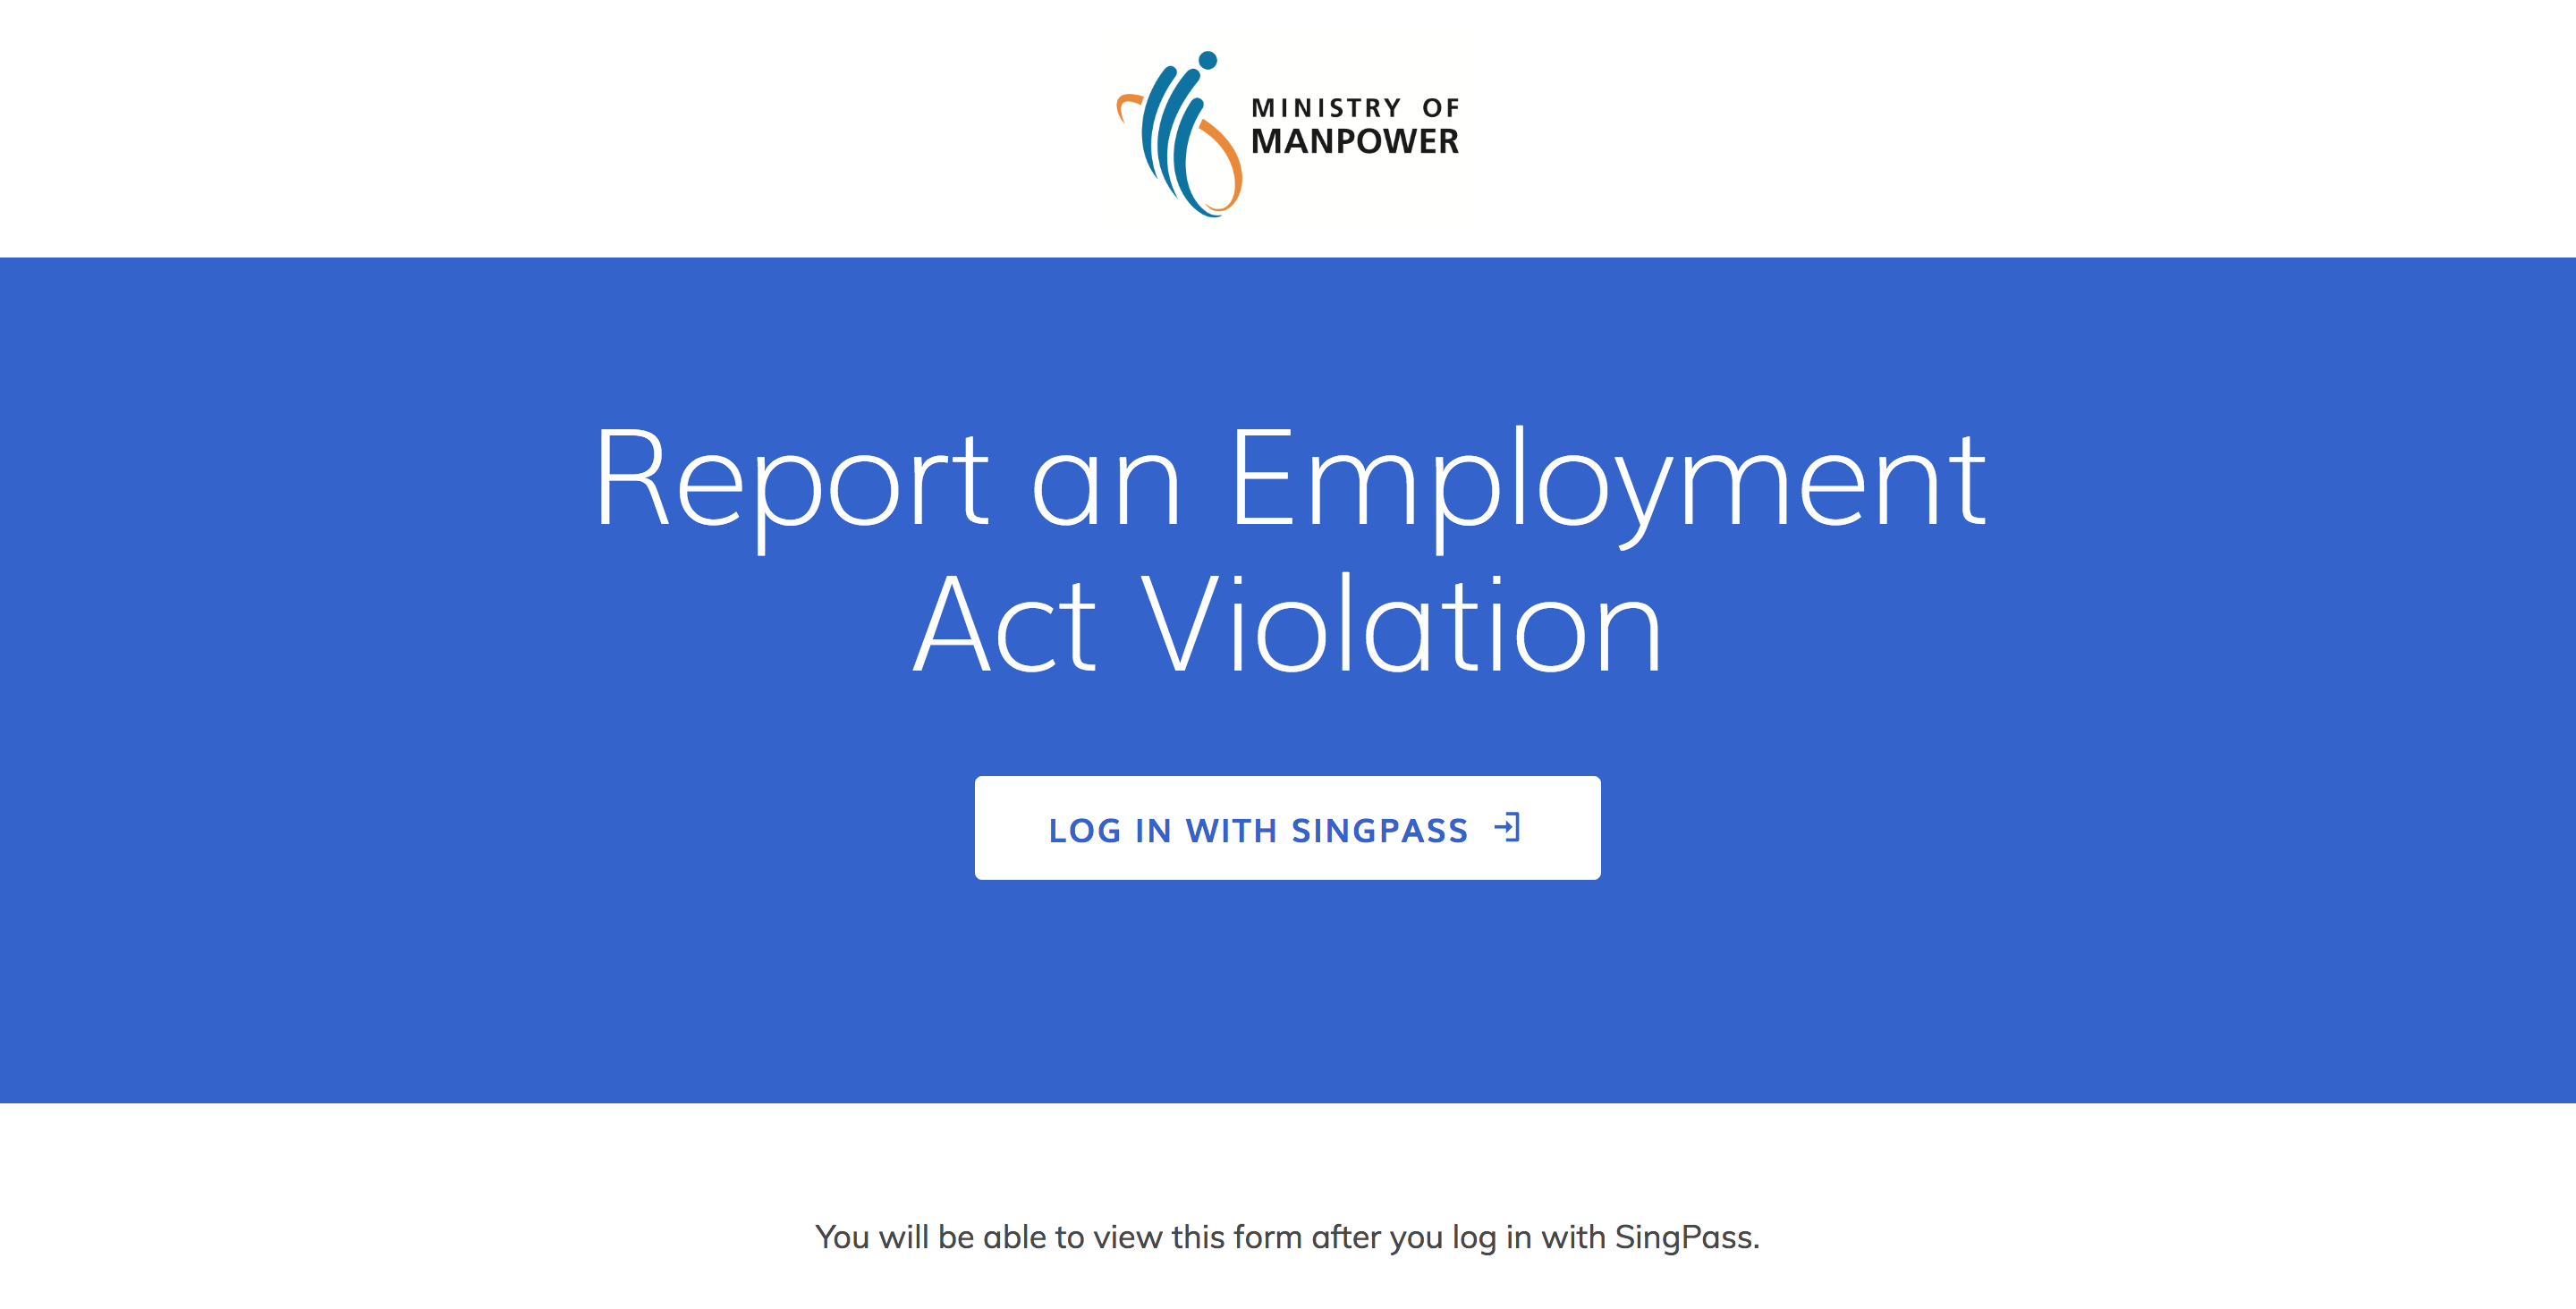 MINISTRY OF
MANPOWER
Report an Employment
Act Violation
LOG IN WITH SINGPASS
You will be able to view this form after you log in with SingPass.